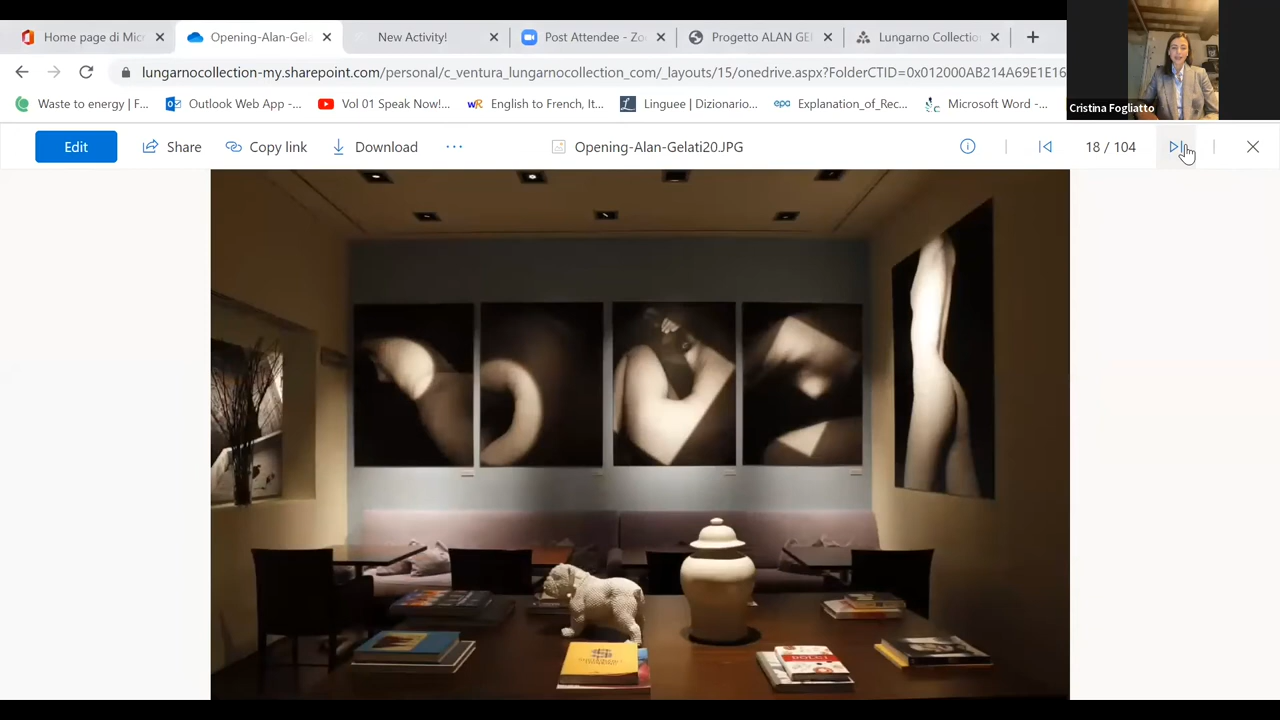 Home page di Mic
Opening-Alan-Gela
New Activity!
Post Attendee - Zo
Progetto ALAN GE
Lungarno Collectio
lungarnocollection-my.sharepoint.com/personal/c_ventura_lungarnocollection_com/_layouts/15/onedrive.aspx?FolderCTID=0x012000AB214A69E1E16
Waste to energy | F...
Outlook Web App -...
Vol 01 Speak Now!...
English to French, It...
Linguee | Dizionario...
Explanation_of_Rec...
Microsoft Word -...
Cristina Fogliatto
Edit
Share
Copy link
Download
Opening-Alan-Gelati20.JPG
18 / 104
DOLCI